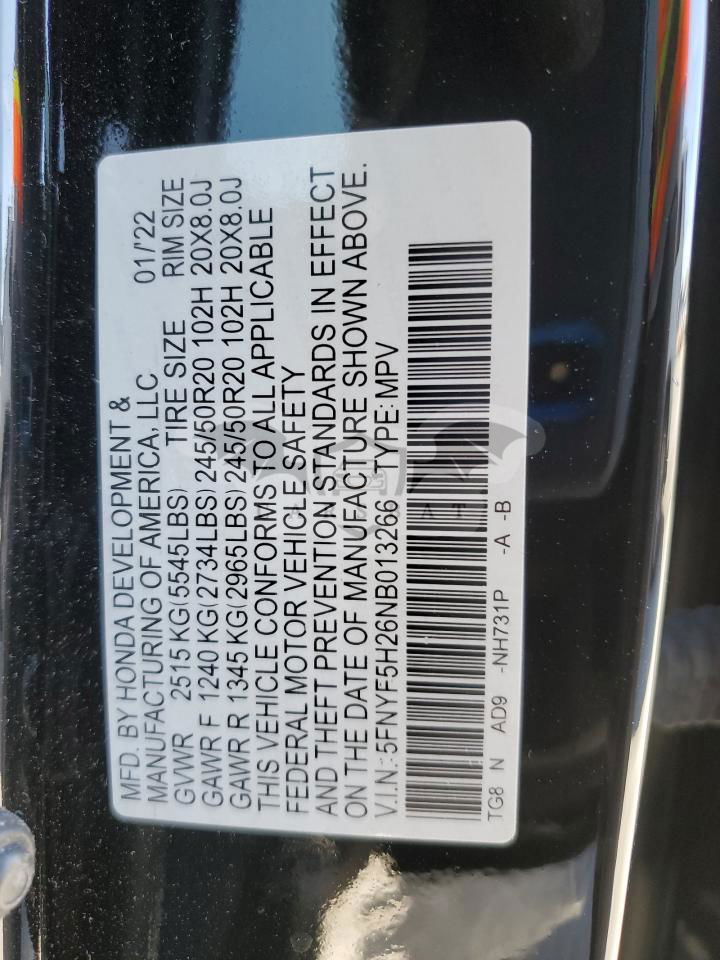 MFD. BY HONDA DEVELOPMENT &
MANUFACTURING OF AMERICA, LLC 01/'22
GVWR 2515 KG(5545LBS) TIRE SIZE RIM SIZE
GAWR F 1240 KG(2734LBS) 245/50R20 102H 20X8.0J
GAWR R 1345 KG(2965LBS) 245/50R20 102H 20X8.0J
THIS VEHICLE CONFORMS TO ALL APPLICABLE
FEDERAL MOTOR VEHICLE SAFETY
AND THEFT PREVENTION STANDARDS IN EFFECT
ON THE DATE OF MANUFACTURE SHOWN ABOVE.
V.I.N.: 5FNYF5H26NB013266 TYPE: MPV
TG8 N AD9 -NH731P -A -B